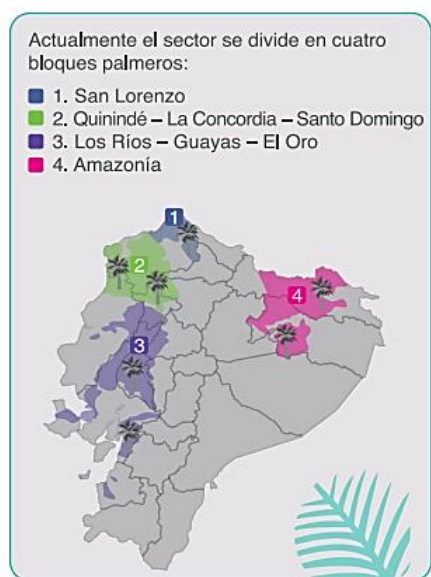 Actualmente el sector se divide en cuatro
bloques palmeros:
1. San Lorenzo
2. Quinindé – La Concordia – Santo Domingo
3. Los Ríos – Guayas – El Oro
4. Amazonía
1
2
4
3